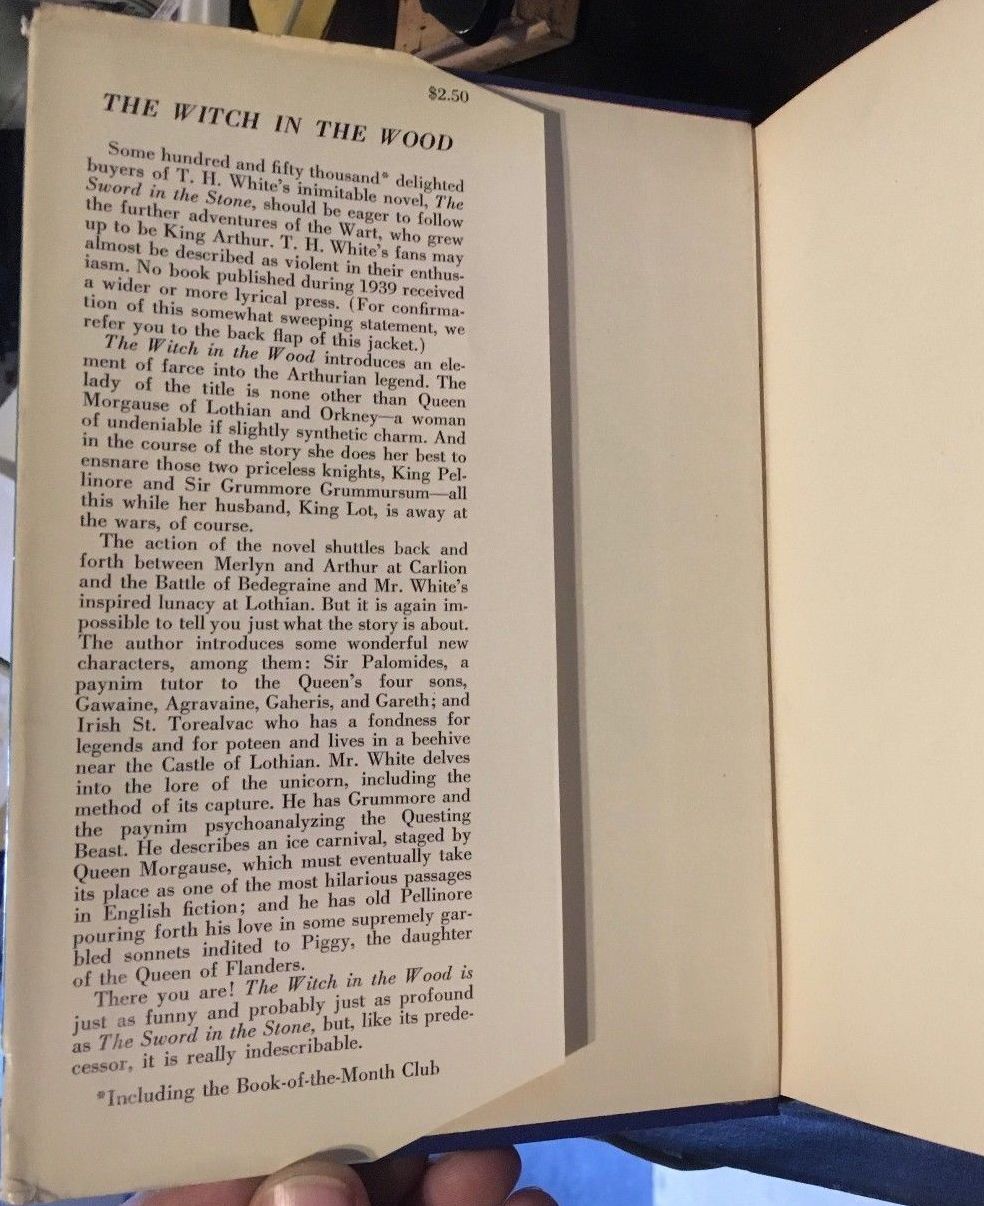 $2.50
THE WITCH IN THE WOOD
Some hundred and fifty thousand* delighted
buyers of T. H. White's inimitable novel, The
Sword in the Stone, should be eager to follow
the further adventures of the Wart, who grew
up to be King Arthur. T. H. White's fans may
almost be described as violent in their enthus-
iasm. No book published during 1939 received
a wider or more lyrical press. (For confirma-
tion of this somewhat sweeping statement, we
refer you to the back flap of this jacket.)
The Witch in the Wood introduces an ele-
ment of farce into the Arthurian legend. The
lady of the title is none other than Queen
Morgause of Lothian and Orkney—a woman
of undeniable if slightly synthetic charm. And
in the course of the story she does her best to
ensnare those two priceless knights, King Pel-
linore and Sir Grummore Grummursum—all
this while her husband, King Lot, is away at
the wars, of course.
The action of the novel shuttles back and
forth between Merlyn and Arthur at Carlion
and the Battle of Bedegraine and Mr. White's
inspired lunacy at Lothian. But it is again im-
possible to tell you just what the story is about.
The author introduces some wonderful new
characters, among them: Sir Palomides, a
paynim tutor to the Queen's four sons,
Gawaine, Agravaine, Gaheris, and Gareth; and
Irish St. Torealvac who has a fondness for
legends and for poteen and lives in a beehive
near the Castle of Lothian. Mr. White delves
into the lore of the unicorn, including the
method of its capture. He has Grummore and
the paynim psychoanalyzing the Questing
Beast. He describes an ice carnival, staged by
Queen Morgause, which must eventually take
its place as one of the most hilarious passages
in English fiction; and he has old Pellinore
pouring forth his love in some supremely gar-
bled sonnets indited to Piggy, the daughter
of the Queen of Flanders.
There you are! The Witch in the Wood is
just as funny and probably just as profound
as The Sword in the Stone, but, like its prede-
cessor, it is really indescribable.
*Including the Book-of-the-Month Club